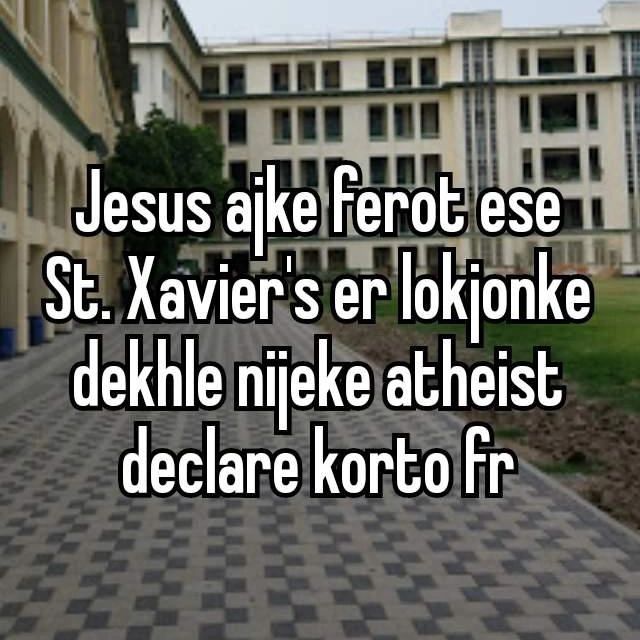 Jesus ajke ferot ese
St. Xavier's er lokjonke
dekhle nijeke atheist
declare korto fr